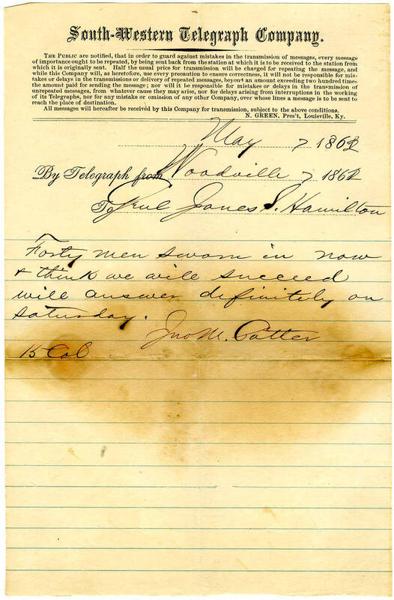 South-Western Telegraph Company.
THE PUBLIC are notified, that in order to guard against mistakes in the transmission of messages, every message
of importance ought to be repeated, by being sent back from the station at which it is to be received to the station from
which it is originally sent. Half the usual price for transmission will be charged for repeating the message, and
while this Company will, as heretofore, use every precaution to ensure correctness, it will not be responsible for mis-
takes or delays in the transmission or delivery of repeated messages, beyond an amount exceeding two hundred time-
the amount paid for sending the message; nor will it be responsible for mistakes or delays in the transmission of
unrepeated messages, from whatever cause they may arise, nor for delays arising from interruptions in the working
of its Telegraphs, nor for any mistake or omission of any other Company, over whose lines a message is to be sent to
reach the place of destination.
All messages will hereafter be received by this Company for transmission, subject to the above conditions.
N. GREEN, Pres't, Louisville, Ky.
May 7 1862
By Telegraph from Woodville 7 1862
To Genl Jones S. Hamilton
Forty men sworn in now
& think we will succeed
will answer definitely on
Saturday.
Jno M.
15 Col